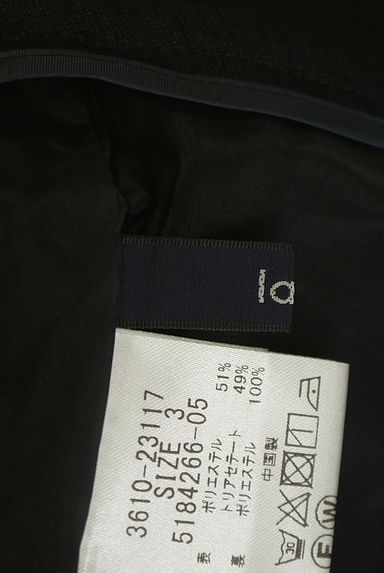 3610-23117
SIZE 3
5184266-05
表 ポリエステル 51%
トリアセテート 49%
裏 ポリエステル 100%
中国製
30
F W